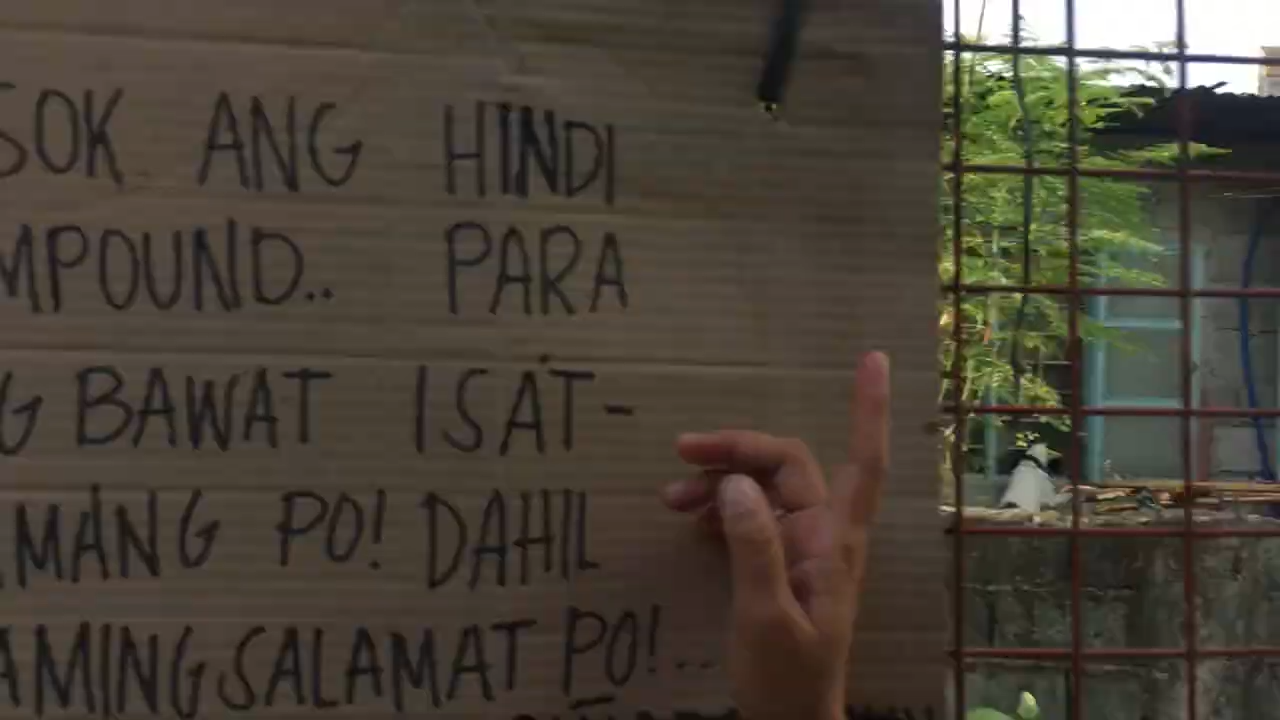 SOK ANG HINDI
MPOUND.. PARA
G BAWAT ISAT-
MANG PO! DAHIL
AMING SALAMAT PO!..